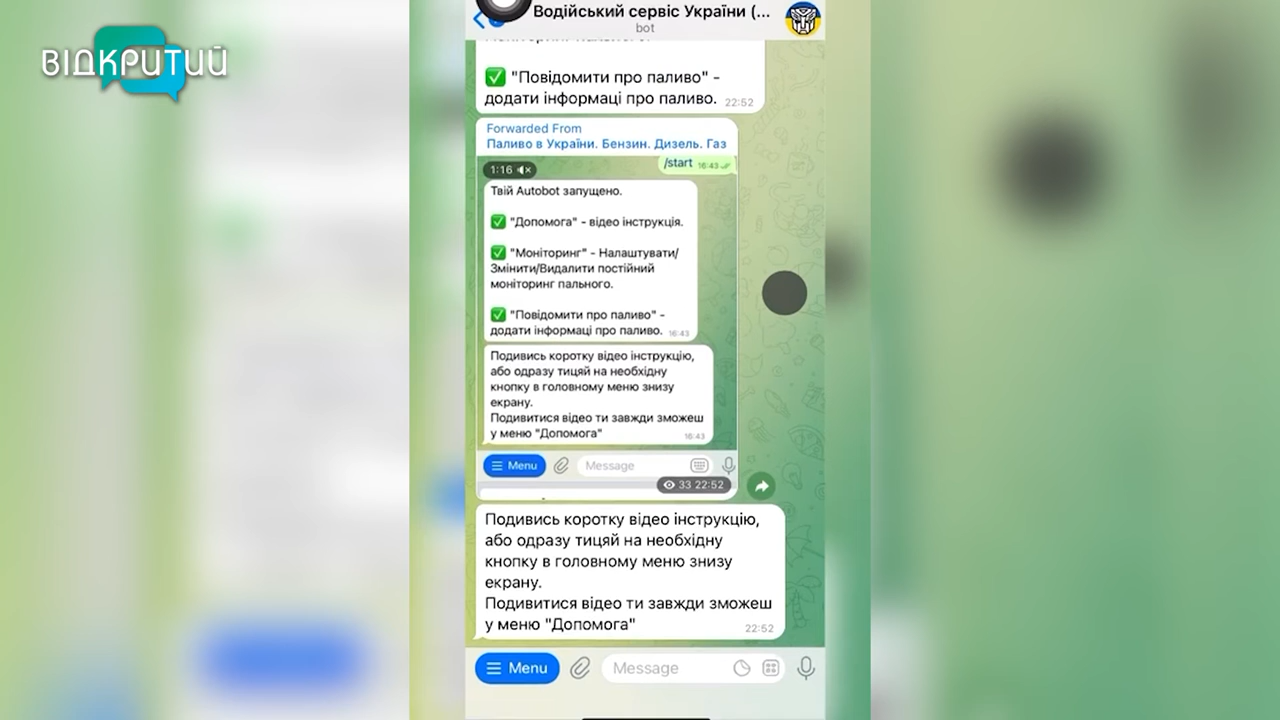 ВІДКРИТИЙ
Водійський сервіс України (...
bot
"Повідомити про паливо" -
додати інформаці про паливо. 22:52
Forwarded From
Паливо в України. Бензин. Дизель. Газ
/start 16:43
1:16
Твій Autobot запущено.
"Допомога" - відео інструкція.
"Моніторинг" - Налаштувати/
Змінити/Видалити постійний
моніторинг пального.
"Повідомити про паливо" -
додати інформаці про паливо. 16:43
Подивись коротку відео інструкцію,
або одразу тицяй на необхідну
кнопку в головному меню знизу
екрану.
Подивитися відео ти завжди зможеш
у меню "Допомога" 16:43
Menu Message
33 22:52
Подивись коротку відео інструкцію,
або одразу тицяй на необхідну
кнопку в головному меню знизу
екрану.
Подивитися відео ти завжди зможеш
у меню "Допомога" 22:52
Menu Message